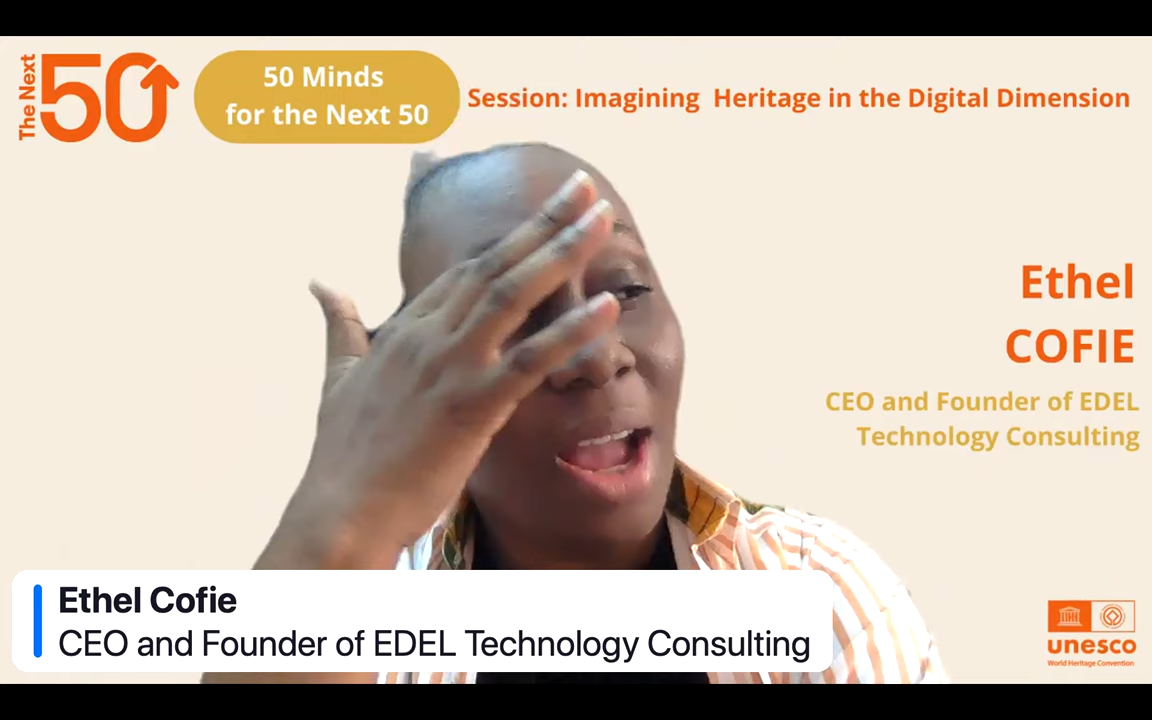 The Next
50
50 Minds
for the Next 50
Session: Imagining Heritage in the Digital Dimension
Ethel
COFIE
CEO and Founder of EDEL
Technology Consulting
Ethel Cofie
CEO and Founder of EDEL Technology Consulting
unesco
World Heritage Convention